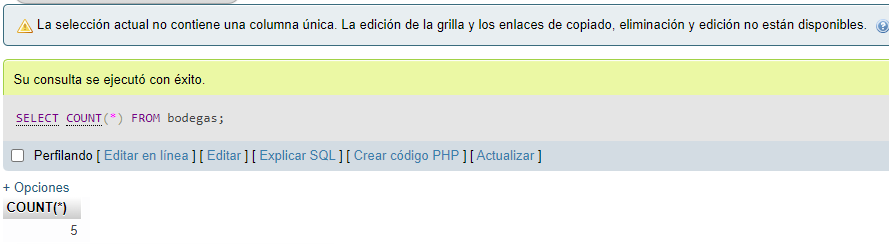 La selección actual no contiene una columna única. La edición de la grilla y los enlaces de copiado, eliminación y edición no están disponibles.
Su consulta se ejecutó con éxito.
SELECT COUNT(*) FROM bodegas;
Perfilando [ Editar en línea ] [ Editar ] [ Explicar SQL ] [ Crear código PHP ] [ Actualizar ]
+ Opciones
COUNT(*)
5